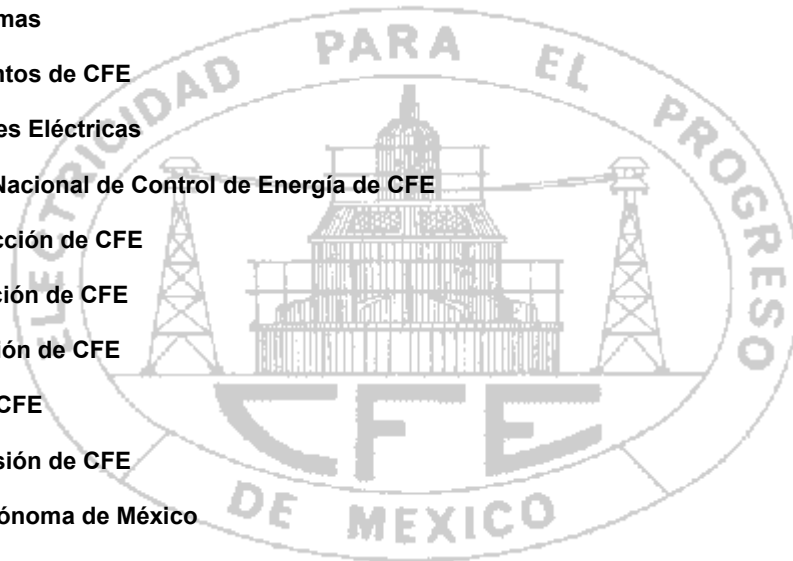 mas
ntos de CFE
es Eléctricas
Nacional de Control de Energía de CFE
cción de CFE
ción de CFE
ión de CFE
CFE
sión de CFE
ónoma de México
ELECTRICIDAD PARA EL PROGRESO
CFE
DE MEXICO